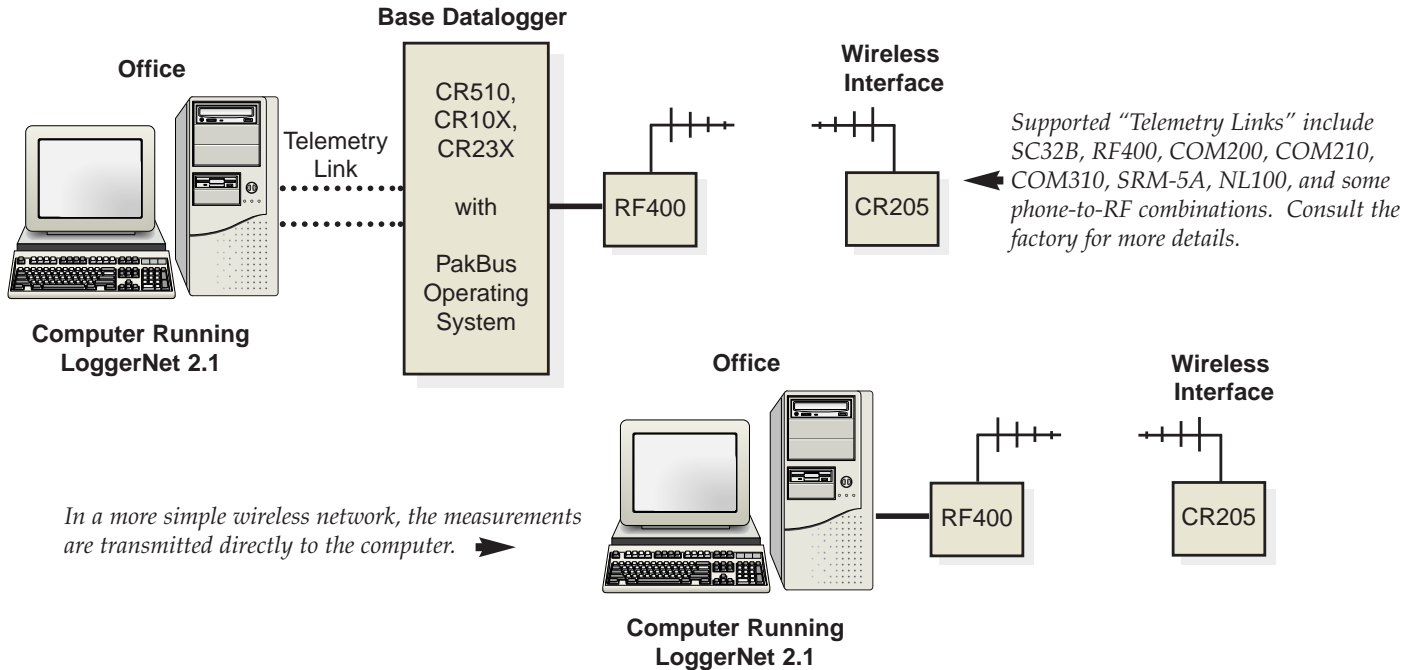 Base Datalogger
Office
Wireless
Interface
CR510,
CR10X,
CR23X
with
PakBus
Operating
System
Telemetry
Link
RF400
CR205
Supported “Telemetry Links” include
SC32B, RF400, COM200, COM210,
COM310, SRM-5A, NL100, and some
phone-to-RF combinations. Consult the
factory for more details.
Computer Running
LoggerNet 2.1
Office
Wireless
Interface
In a more simple wireless network, the measurements
are transmitted directly to the computer.
RF400
CR205
Computer Running
LoggerNet 2.1